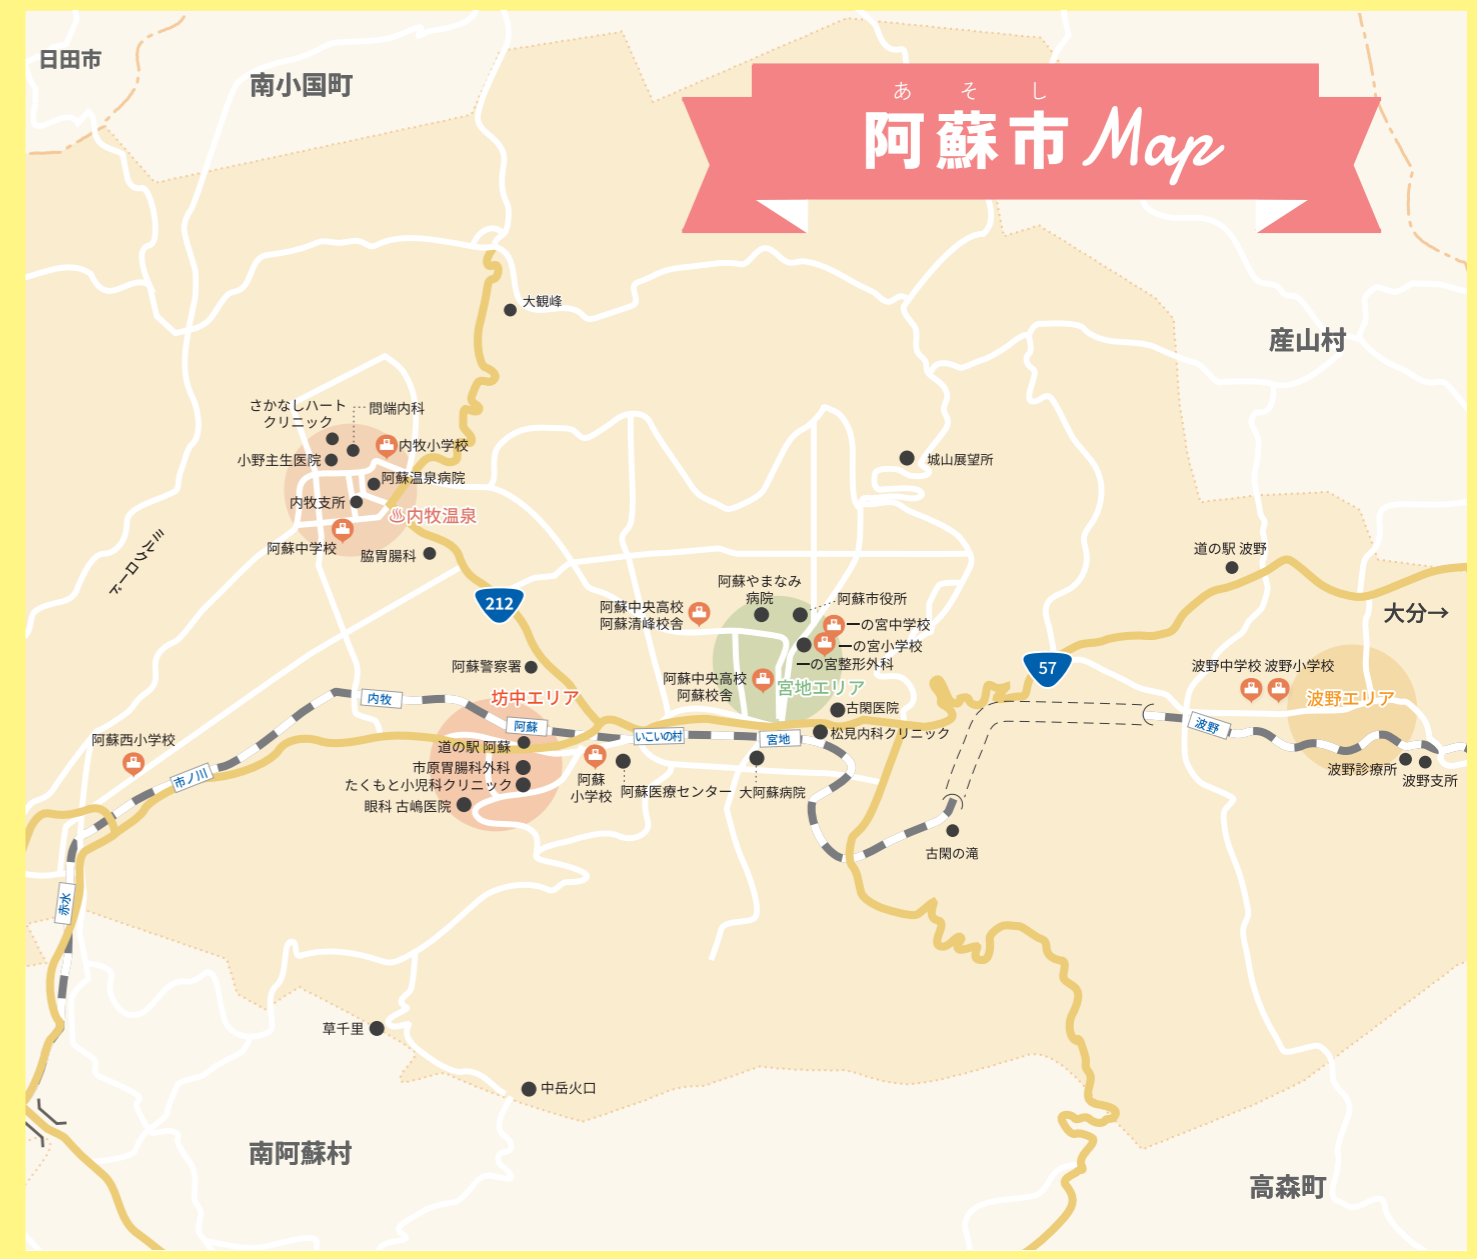 日田市
南小国町
あそし
阿蘇市 Map
産山村
大観峰
さかなしハート
クリニック
問端内科
内牧小学校
小野主生医院
阿蘇温泉病院
内牧支所
♨内牧温泉
阿蘇中学校
脇胃腸科
城山展望所
ミルクロード
道の駅 波野
大分→
212
阿蘇やまなみ
病院
阿蘇市役所
阿蘇中央高校
阿蘇清峰校舎
一の宮中学校
一の宮小学校
一の宮整形外科
57
阿蘇警察署
阿蘇中央高校
阿蘇校舎
宮地エリア
波野中学校 波野小学校
波野エリア
坊中エリア
内牧
阿蘇
古閑医院
いこいの村
宮地
松見内科クリニック
波野
阿蘇西小学校
市ノ川
道の駅 阿蘇
市原胃腸科外科
たくもと小児科クリニック
眼科 古嶋医院
阿蘇
小学校
阿蘇医療センター
大阿蘇病院
波野診療所
波野支所
古閑の滝
赤水
草千里
中岳火口
南阿蘇村
高森町